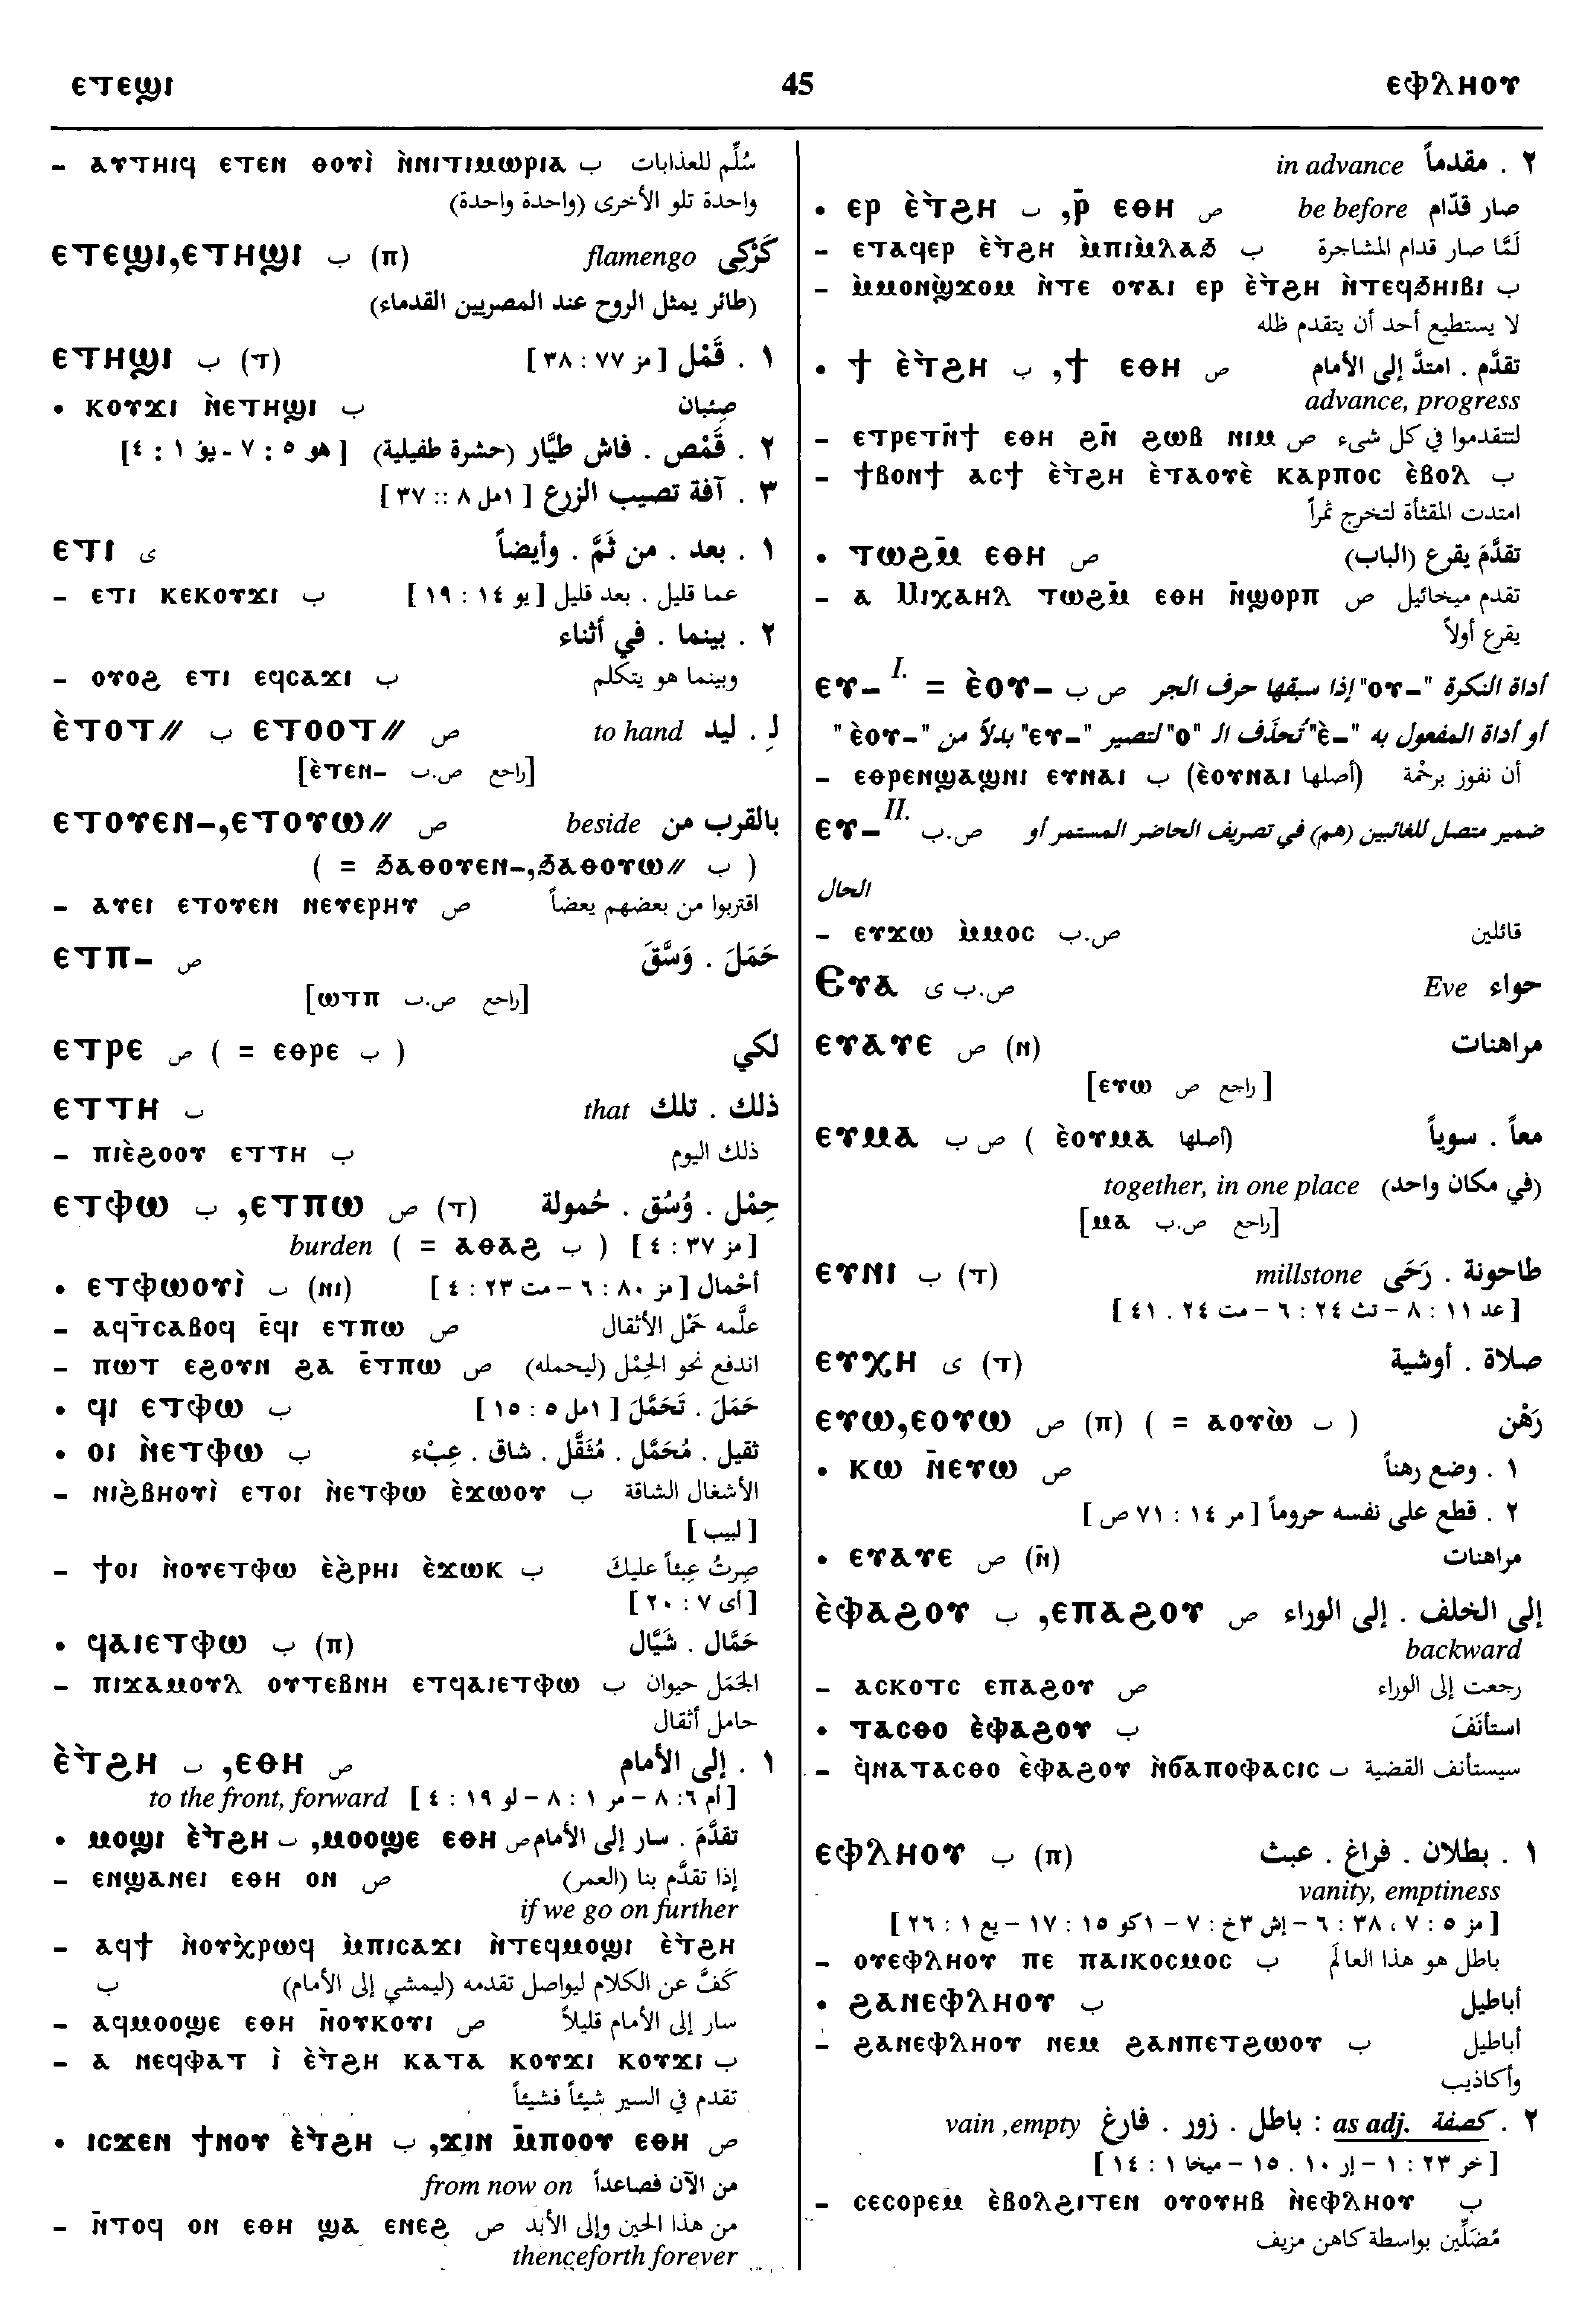 ⲉⲧⲉϣⲓ 45 ⲉⲫⲗⲏⲟⲩ
– ⲁⲩⲧⲏⲓϥ ⲉⲧⲉⲛ ⲑⲟⲩⲓ̀ ⲛ̀ⲛⲓⲧⲓⲙⲱⲣⲓⲁ ب سُلِّم للعذابات
واحدة تلو الأخرى (واحدة واحدة)
ⲉⲧⲉϣⲓ,ⲉⲧⲏϣⲓ ب (ⲡ) flamengo كَرْكِى
(طائر يمثل الروح عند المصريين القدماء)
ⲉⲧⲏϣⲓ ب (ⲧ) ١ . قَمْل [مز ٧٧ : ٣٨]
• ⲕⲟⲩϫⲓ ⲛ̀ⲉⲧⲏϣⲓ ب صِئبان
٢ . قَمْص . فاش طيَّار (حشرة طفيلية) [هو ٥ : ٧ - يؤ ١ : ٤]
٣ . آفة تصيب الزرع [١مل ٨ :: ٣٧]
ⲉⲧⲓ ى ١ . بعد . من ثَمَّ . وأيضاً
– ⲉⲧⲓ ⲕⲉⲕⲟⲩϫⲓ ب عما قليل . بعد قليل [يو ١٤ : ١٩]
٢ . بينما . في أثناء
– ⲟⲩⲟϩ ⲉⲧⲓ ⲉϥⲥⲁϫⲓ ب وبينما هو يتكلم
ⲉ̀ⲧⲟⲧ// ب ⲉⲧⲟⲟⲧ// ص to hand لِـ . ليد
[راجع ص.ب ⲉ̀ⲧⲉⲛ–]
ⲉⲧⲟⲩⲉⲛ–,ⲉⲧⲟⲩⲱ// ص beside بالقرب من
( = ϧⲁⲑⲟⲩⲉⲛ–,ϧⲁⲑⲟⲩⲱ// ب )
– ⲁⲩⲉⲓ ⲉⲧⲟⲩⲉⲛ ⲛⲉⲩⲉⲣⲏⲩ ص اقتربوا من بعضهم بعضاً
ⲉⲧⲡ– ص حَمَلَ . وَسَّقَ
[راجع ص.ب ⲱⲧⲡ]
ⲉⲧⲣⲉ ص ( = ⲉⲑⲣⲉ ب ) لكي
ⲉⲧⲧⲏ ب that ذلك . تلك
– ⲡⲓⲉ̀ϩⲟⲟⲩ ⲉⲧⲧⲏ ب ذلك اليوم
ⲉⲧⲫⲱ ب ,ⲉⲧⲡⲱ ص (ⲧ) حِمْل . وُسْق . حُمولة
burden ( = ⲁⲑⲁϩ ب ) [مز ٣٧ : ٤]
• ⲉⲧⲫⲱⲟⲩⲓ̀ ب (ⲛⲓ) أحْمال [مز ٨٠ : ٦ – مت ٢٣ : ٤]
– ⲁϥⲧ̄ⲥⲁⲃⲟϥ ⲉ̄ϥⲓ ⲉⲧⲡⲱ ص علَّمه حَمْل الأثقال
– ⲡⲱⲧ ⲉϩⲟⲩⲛ ϩⲁ ⲉ̄ⲧⲡⲱ ص اندفع نحو الحِمْل (ليحمله)
• ϥⲓ ⲉⲧⲫⲱ ب حَمَلَ . تَحَمَّلَ [١مل ٥ : ١٥]
• ⲟⲓ ⲛ̀ⲉⲧⲫⲱ ب ثقيل . مُحَمَّل . مُثَقَّل . شاق . عِبْء
– ⲛⲓϩ̀ⲃⲏⲟⲩⲓ̀ ⲉⲧⲟⲓ ⲛ̀ⲉⲧⲫⲱ ⲉ̀ϫⲱⲟⲩ ب الأشغال الشاقة
[لبيب]
– ϯⲟⲓ ⲛ̀ⲟⲩⲉⲧⲫⲱ ⲉ̀ϩ̀ⲣⲏⲓ ⲉ̀ϫⲱⲕ ب صِرتُ عِبئاً عليكَ
[أى ٧ : ٢٠]
• ϥⲁⲓⲉⲧⲫⲱ ب (ⲡ) حَمَّال . شَيَّال
– ⲡⲓϫⲁⲙⲟⲩⲗ ⲟⲩⲧⲉⲃⲛⲏ ⲉⲧϥⲁⲓⲉⲧⲫⲱ ب الجَمَل حيوان
حامل أثقال
ⲉ̀ⲧ̀ϩⲏ ب ,ⲉⲑⲏ ص ١ . إلى الأمام
to the front, forward [أم ٦: ٨ – مر ١ : ٨ – لو ١٩ : ٤]
• ⲙⲟϣⲓ ⲉ̀ⲧ̀ϩⲏ ب ,ⲙⲟⲟϣⲉ ⲉⲑⲏ ص تقدَّمَ . سار إلى الأمام
– ⲉⲛϣⲁⲛⲉⲓ ⲉⲑⲏ ⲟⲛ ص إذا تقدَّم بنا (العمر)
if we go on further
– ⲁϥϯ ⲛ̀ⲟⲩⲭ̀ⲣⲱϥ ⲙ̀ⲡⲓⲥⲁϫⲓ ⲛ̀ⲧⲉϥⲙⲟϣⲓ ⲉ̀ⲧ̀ϩⲏ
ب كَفَّ عن الكلام ليواصل تقدمه (ليمشي إلى الأمام)
– ⲁϥⲙⲟⲟϣⲉ ⲉⲑⲏ ⲛ̄ⲟⲩⲕⲟⲩⲓ ص سار إلى الأمام قليلاً
– ⲁ ⲛⲉϥⲫⲁⲧ ⲓ̀ ⲉ̀ⲧ̀ϩⲏ ⲕⲁⲧⲁ ⲕⲟⲩϫⲓ ⲕⲟⲩϫⲓ ب
تقدم في السير شيئاً فشيئاً
• ⲓⲥϫⲉⲛ ϯⲛⲟⲩ ⲉ̀ⲧ̀ϩⲏ ب ,ϫⲓⲛ ⲙ̄ⲡⲟⲟⲩ ⲉⲑⲏ ص
from now on من الآن فصاعداً
– ⲛ̄ⲧⲟϥ ⲟⲛ ⲉⲑⲏ ϣⲁ ⲉⲛⲉϩ ص من هذا الحين وإلى الأبَد
thenceforth forever
in advance ٢ . مقدماً
• ⲉⲣ ⲉ̀ⲧ̀ϩⲏ ب ,ⲣ̄ ⲉⲑⲏ ص be before صار قدّام
– ⲉⲧⲁϥⲉⲣ ⲉ̀ⲧ̀ϩⲏ ⲙ̀ⲡⲓⲙ̀ⲗⲁϧ ب لَمَّا صار قدام المشاجرة
– ⲙ̀ⲙⲟⲛϣ̀ϫⲟⲙ ⲛ̀ⲧⲉ ⲟⲩⲁⲓ ⲉⲣ ⲉ̀ⲧ̀ϩⲏ ⲛ̀ⲧⲉϥϧⲏⲓⲃⲓ ب
لا يستطيع أحد أن يتقدم ظله
• ϯ ⲉ̀ⲧ̀ϩⲏ ب ,ϯ ⲉⲑⲏ ص تقدَّم . امتدَّ إلى الأمام
advance, progress
– ⲉⲧⲣⲉⲧⲛ̄ϯ ⲉⲑⲏ ϩⲛ̄ ϩⲱⲃ ⲛⲓⲙ ص لتتقدموا في كل شىء
– ϯⲃⲟⲛϯ ⲁⲥϯ ⲉ̀ⲧ̀ϩⲏ ⲉ̀ⲧⲁⲟⲩⲉ̀ ⲕⲁⲣⲡⲟⲥ ⲉ̀ⲃⲟⲗ ب
امتدت المقثأة لتخرج ثمراً
• ⲧⲱϩⲙ̄ ⲉⲑⲏ ص تقدَّمَ يقرع (الباب)
– ⲁ Ⲙⲓⲭⲁⲏⲗ ⲧⲱϩⲙ̄ ⲉⲑⲏ ⲛ̄ϣⲟⲣⲡ ص تقدم ميخائيل
يقرع أولاً
ⲉⲩ– I. = ⲉ̀ⲟⲩ– ص ب أداة النكرة "ⲟⲩ–" إذا سبقها حرف الجر
أو أداة المفعول به "ⲉ̀–" تُحذَف الـ "ⲟ" لتصير "ⲉⲩ–" بدلاً من "ⲉ̀ⲟⲩ–"
– ⲉⲑⲣⲉⲛϣⲁϣⲛⲓ ⲉⲩⲛⲁⲓ ب (أصلها ⲉ̀ⲟⲩⲛⲁⲓ) أن نفوز برحْمة
ⲉⲩ– II. ص.ب ضمير متصل للغائبين (هم) في تصريف الحاضر المستمر أو
الحال
– ⲉⲩϫⲱ ⲙ̀ⲙⲟⲥ ص.ب قائلين
Ⲉⲩⲁ ص.ب ى Eve حواء
ⲉⲩⲁⲩⲉ ص (ⲛ) مراهنات
[راجع ص ⲉⲩⲱ]
ⲉⲩⲙⲁ ص ب ( أصلها ⲉ̀ⲟⲩⲙⲁ) معاً . سوياً
together, in one place (في مكان واحد)
[راجع ص.ب ⲙⲁ]
ⲉⲩⲛⲓ ب (ⲧ) millstone طاحونة . رَحَى
[عد ١١ : ٨ – تث ٢٤ : ٦ – مت ٢٤ . ٤١]
ⲉⲩⲭⲏ ى (ⲧ) صلاة . أوشية
ⲉⲩⲱ,ⲉⲟⲩⲱ ص (ⲡ) ( = ⲁⲟⲩⲱ̀ ب ) رَهْن
• ⲕⲱ ⲛ̄ⲉⲩⲱ ص ١ . وضع رهناً
٢ . قطع على نفسه حروماً [مر ١٤ : ٧١ ص]
• ⲉⲩⲁⲩⲉ ص (ⲛ̄) مراهنات
ⲉ̀ⲫⲁϩⲟⲩ ب ,ⲉⲡⲁϩⲟⲩ ص إلى الخلف . إلى الوراء
backward
– ⲁⲥⲕⲟⲧⲥ ⲉⲡⲁϩⲟⲩ ص رجعت إلى الوراء
• ⲧⲁⲥⲑⲟ ⲉ̀ⲫⲁϩⲟⲩ ب استأنَفَ
– ϥ̀ⲛⲁⲧⲁⲥⲑⲟ ⲉ̀ⲫⲁϩⲟⲩ ⲛ̀ϭⲁⲡⲟⲫⲁⲥⲓⲥ ب سيستأنف القضية
ⲉⲫⲗⲏⲟⲩ ب (ⲡ) ١ . بطلان . فراغ . عبث
vanity, emptiness
[مز ٥ : ٧ ، ٣٨ : ٦ – إش ٣خ : ٧ – ١كو ١٥ : ١٧ – يع ١ : ٢٦]
– ⲟⲩⲉⲫⲗⲏⲟⲩ ⲡⲉ ⲡⲁⲓⲕⲟⲥⲙⲟⲥ ب باطل هو هذا العالَم
• ϩⲁⲛⲉⲫⲗⲏⲟⲩ ب أباطيل
– ϩⲁⲛⲉⲫⲗⲏⲟⲩ ⲛⲉⲙ ϩⲁⲛⲡⲉⲧϩⲱⲟⲩ ب أباطيل
وأكاذيب
vain ,empty ٢ . كصفة as adj. : باطل . زور . فارغ
[خر ٢٣ : ١ – إر ١٠ . ١٥ – ميخا ١ : ١٤]
– ⲥⲉⲥⲟⲣⲉⲙ̄ ⲉ̀ⲃⲟⲗϩⲓⲧⲉⲛ ⲟⲩⲟⲩⲏⲃ ⲛ̀ⲉⲫⲗⲏⲟⲩ ب
مُضَلِّين بواسطة كاهن مزيف